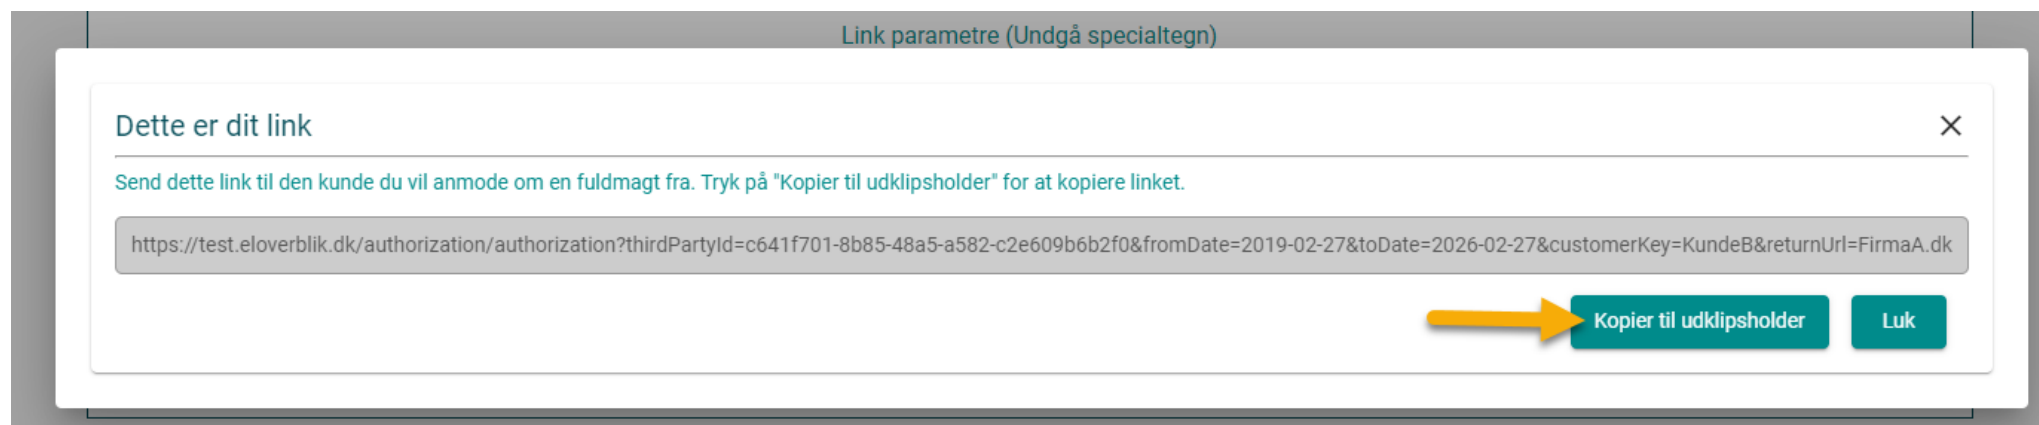 Link parametre (Undgå specialtegn)
Dette er dit link
Send dette link til den kunde du vil anmode om en fuldmagt fra. Tryk på "Kopier til udklipsholder" for at kopiere linket.
https://test.eloverblik.dk/authorization/authorization?thirdPartyId=c641f701-8b85-48a5-a582-c2e609b6b2f0&fromDate=2019-02-27&toDate=2026-02-27&customerKey=KundeB&returnUrl=FirmaA.dk
Kopier til udklipsholder Luk